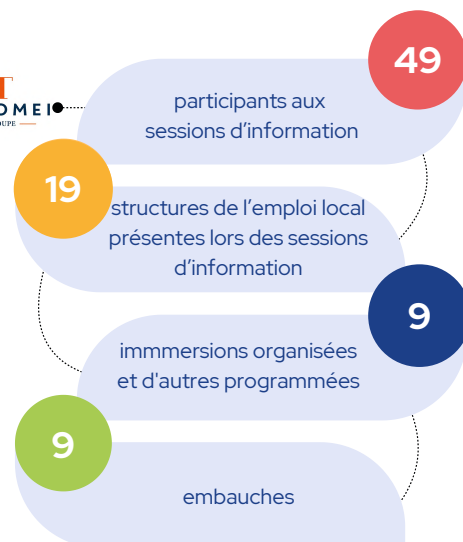 49
participants aux
sessions d'information
19
structures de l'emploi local
présentes lors des sessions
d'information
9
immmersions organisées
et d'autres programmées
9
embauches